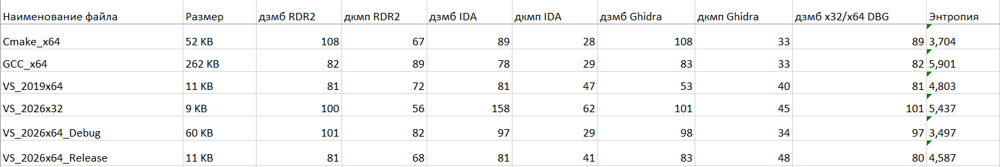 Наименование файла Размер дзмб RDR2 дкмп RDR2 дзмб IDA дкмп IDA дзмб Ghidra дкмп Ghidra дзмб x32/x64 DBG Энтропия
Cmake_x64 52 KB 108 67 89 28 108 33 89 3,704
GCC_x64 262 KB 82 89 78 29 83 33 82 5,901
VS_2019x64 11 KB 81 72 81 47 53 40 81 4,803
VS_2026x32 9 KB 100 56 158 62 101 45 101 5,437
VS_2026x64_Debug 60 KB 101 82 97 29 98 34 97 3,497
VS_2026x64_Release 11 KB 81 68 81 41 83 48 80 4,587